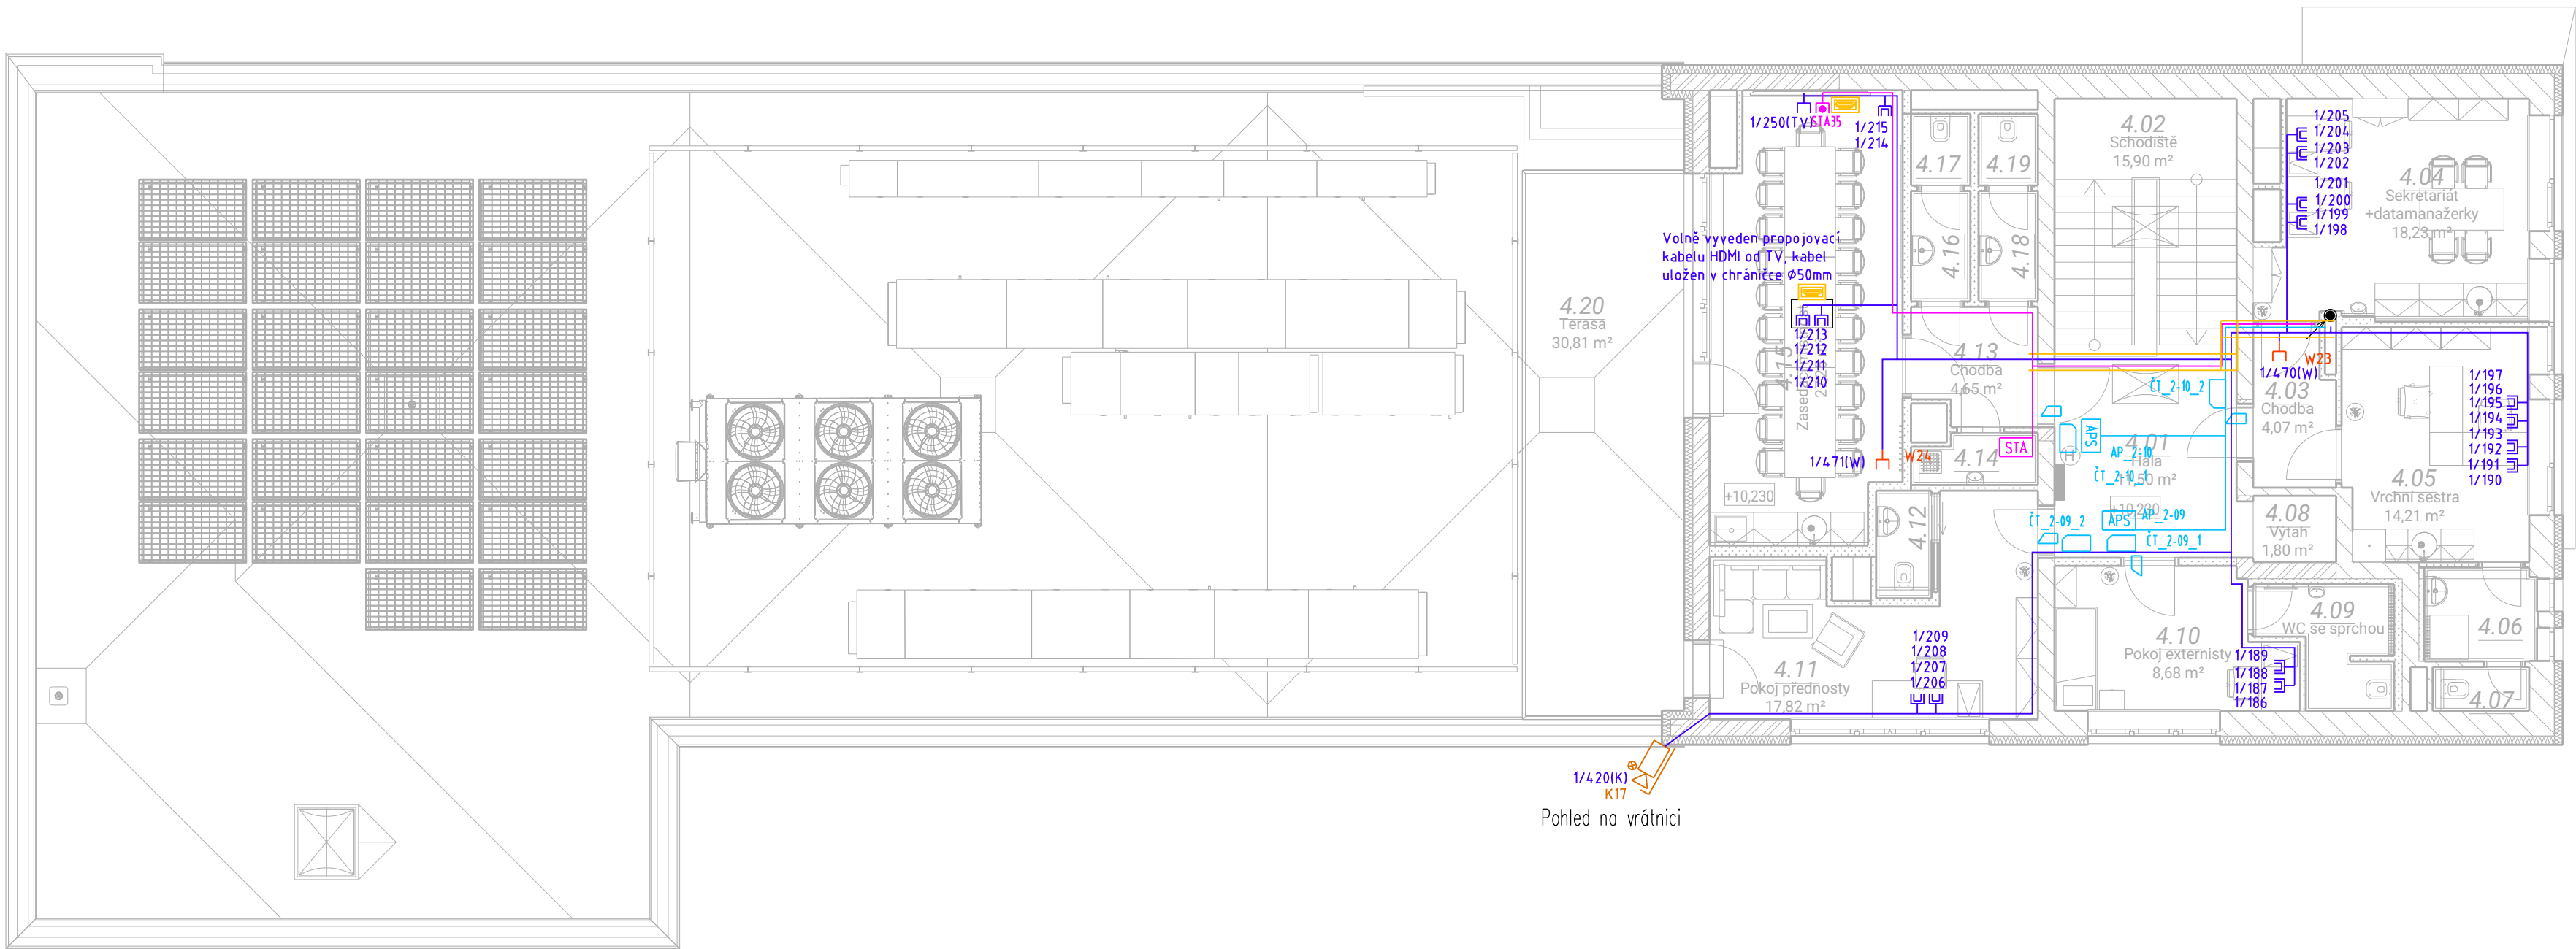 1/250(TV)
STA35
1/215
1/214
4.17
4.19
4.02
Schodiště
15,90 m²
1/205
1/204
1/203
1/202
1/201
1/200
1/199
1/198
4.04
Sekretariát
+datamanažerky
18,23 m²
4.16
4.18
Volně vyveden propojovací
kabelu HDMI od TV, kabel
uložen v chráničce Ø50mm
4.20
Terasa
30,81 m²
1/213
1/212
1/211
1/210
4.15
4.13
Chodba
4,65 m²
W23
1/470(W)
4.03
Chodba
4,07 m²
ČT_2-10_2
1/197
1/196
1/195
1/194
1/193
1/192
1/191
1/190
APS
4.01
Hala
AP_2-10
ČT_2-10_1
H
STA
4.14
W24
1/471(W)
+10,230
4.05
Vrchní sestra
14,21 m²
4.12
+10,230
ČT_2-09_2
APS
AP_2-09
ČT_2-09_1
4.08
Výtah
1,80 m²
4.09
WC se sprchou
4.06
4.07
4.10
Pokoj externisty
8,68 m²
1/189
1/188
1/187
1/186
1/209
1/208
1/207
1/206
4.11
Pokoj přednosty
17,82 m²
1/420(K)
K17
Pohled na vrátnici